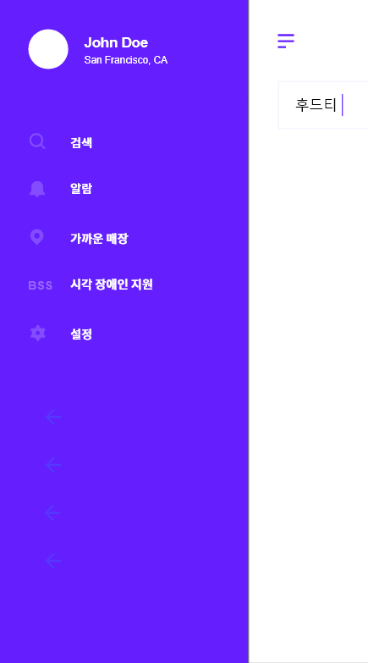 John Doe
San Francisco, CA
후드티
검색
알람
가까운 매장
BSS 시각 장애인 지원
설정